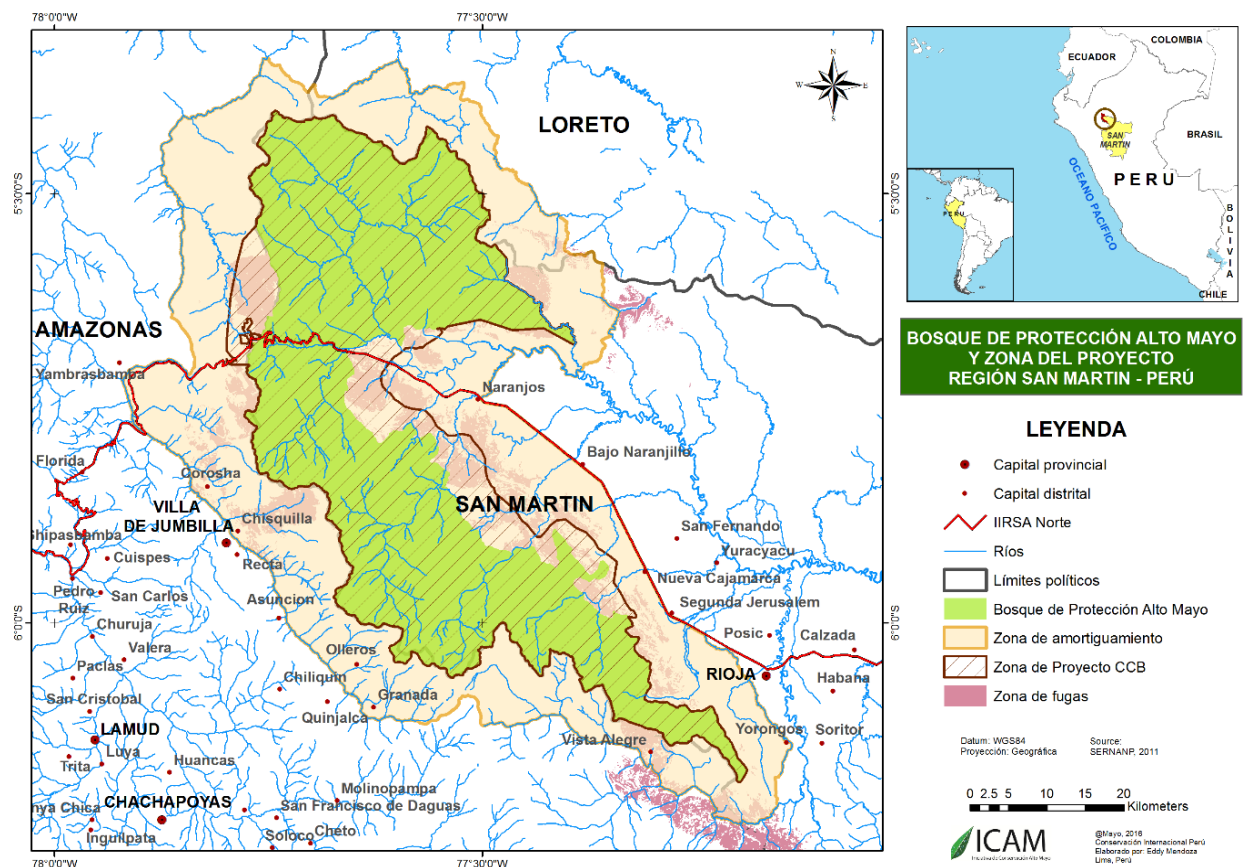 78°0'0"W
77°30'0"W
5°30'0"S
6°0'0"S
LORETO
AMAZONAS
Yambrasbamba
Naranjos
Florida
Bajo Naranjillo
Corosha
VILLA
DE JUMBILLA
SAN MARTIN
Chisquilla
Shipasbamba
San Fernando
Cuispes
Recta
Yuracyacu
Nueva Cajamarca
Pedro
Ruiz
San Carlos
Asuncion
Segunda Jerusalem
Churuja
Posic
Calzada
Valera
Olleros
Paclas
Chiliquin
RIOJA
Habana
San Cristobal
Granada
Quinjalca
LAMUD
Luya
Vista Alegre
Yorongos
Soritor
Trita
Huancas
Molinopampa
CHACHAPOYAS
San Francisco de Daguas
Soloco
Cheto
Inguilpata
78°0'0"W
77°30'0"W
5°30'0"S
6°0'0"S
N
W
E
S
COLOMBIA
ECUADOR
SAN
MARTIN
BRASIL
PERU
OCEANO PACIFICO
BOLIVIA
CHILE
PERU
BOSQUE DE PROTECCIÓN ALTO MAYO
Y ZONA DEL PROYECTO
REGIÓN SAN MARTIN - PERÚ
LEYENDA
Capital provincial
Capital distrital
IIRSA Norte
Ríos
Límites políticos
Bosque de Protección Alto Mayo
Zona de amortiguamiento
Zona de Proyecto CCB
Zona de fugas
Datum: WGS84
Proyección: Geográfica
Source:
SERNANP, 2011
0 2.5 5 10 15 20
Kilometers
ICAM
Iniciativa de Conservación Alto Mayo
@Mayo, 2016
Conservación Internacional Perú
Elaborado por: Eddy Mendoza
Lima, Perú